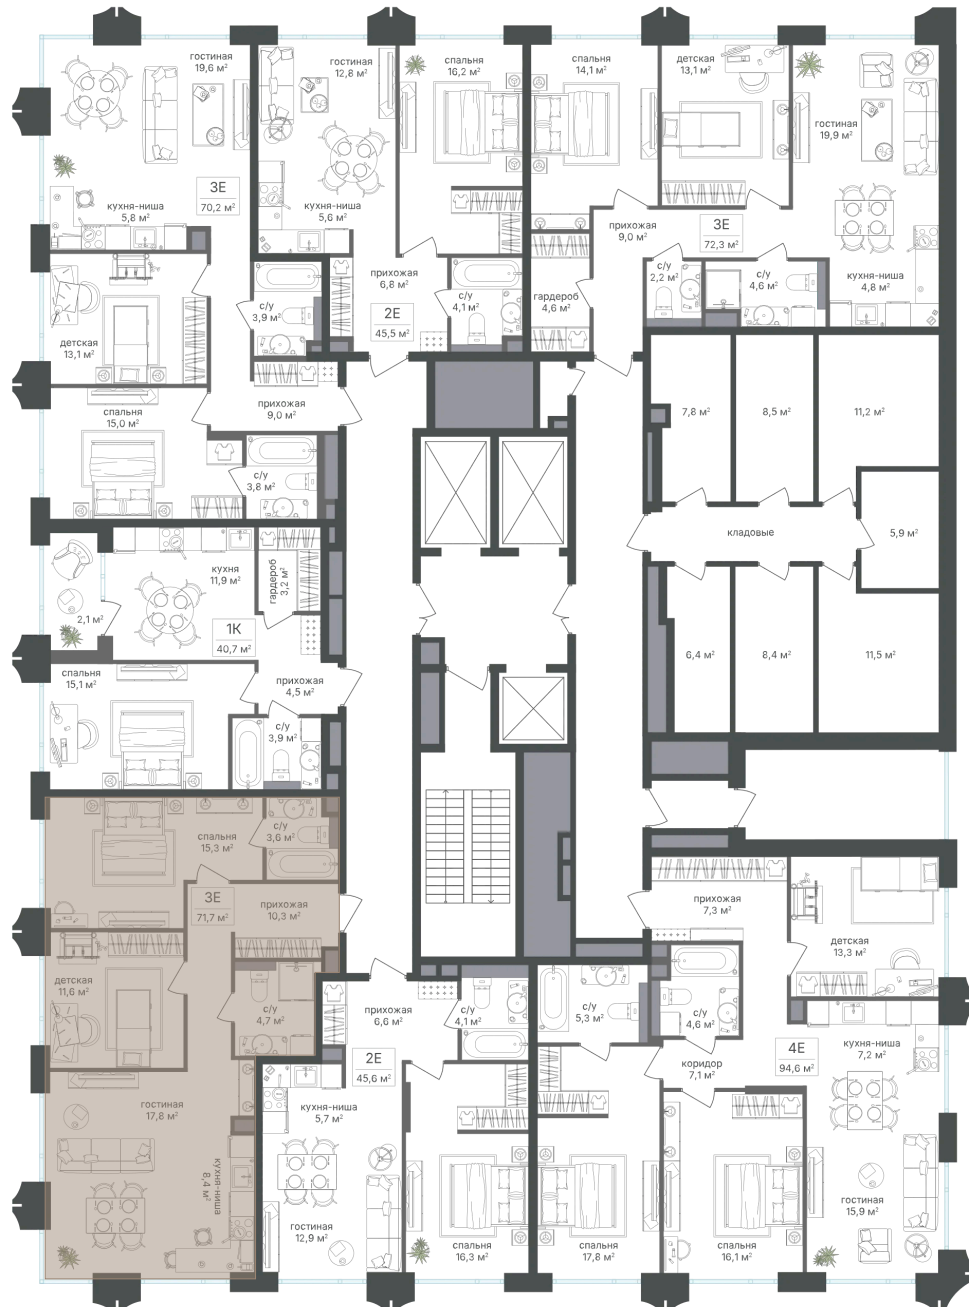 гостиная
19,6 м²
3Е
70,2 м²
кухня-ниша
5,8 м²
гостиная
12,8 м²
кухня-ниша
5,6 м²
спальня
16,2 м²
прихожая
6,8 м²
2Е
45,5 м²
с/у
4,1 м²
с/у
3,9 м²
детская
13,1 м²
спальня
15,0 м²
прихожая
9,0 м²
с/у
3,8 м²
спальня
14,1 м²
детская
13,1 м²
гостиная
19,9 м²
прихожая
9,0 м²
3Е
72,3 м²
с/у
2,2 м²
с/у
4,6 м²
кухня-ниша
4,8 м²
гардероб
4,6 м²
7,8 м²
8,5 м²
11,2 м²
кладовые
5,9 м²
6,4 м²
8,4 м²
11,5 м²
кухня
11,9 м²
гардероб
3,2 м²
2,1 м²
1К
40,7 м²
спальня
15,1 м²
прихожая
4,5 м²
с/у
3,9 м²
спальня
15,3 м²
с/у
3,6 м²
3Е
71,7 м²
прихожая
10,3 м²
детская
11,6 м²
с/у
4,7 м²
гостиная
17,8 м²
кухня-ниша
8,4 м²
прихожая
6,6 м²
с/у
4,1 м²
2Е
45,6 м²
кухня-ниша
5,7 м²
гостиная
12,9 м²
спальня
16,3 м²
прихожая
7,3 м²
детская
13,3 м²
с/у
5,3 м²
с/у
4,6 м²
коридор
7,1 м²
4Е
94,6 м²
кухня-ниша
7,2 м²
гостиная
15,9 м²
спальня
17,8 м²
спальня
16,1 м²